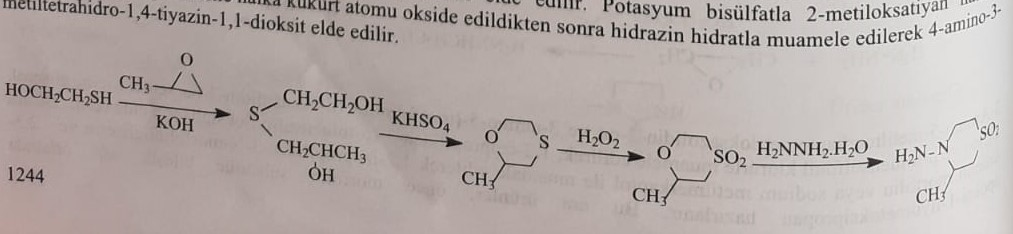 edilir. Potasyum bisülfatla 2-metiloksatiyan
kükürt atomu okside edildikten sonra hidrazin hidratla muamele edilerek 4-amino-3-
metiltetrahidro-1,4-tiyazin-1,1-dioksit elde edilir.
HOCH₂CH₂SH CH₃ O KOH S CH₂CH₂OH CH₂CHCH₃ OH KHSO₄ O S CH₃ H₂O₂ O SO₂ CH₃ H₂NNH₂.H₂O H₂N-N SO₂ CH₃
1244